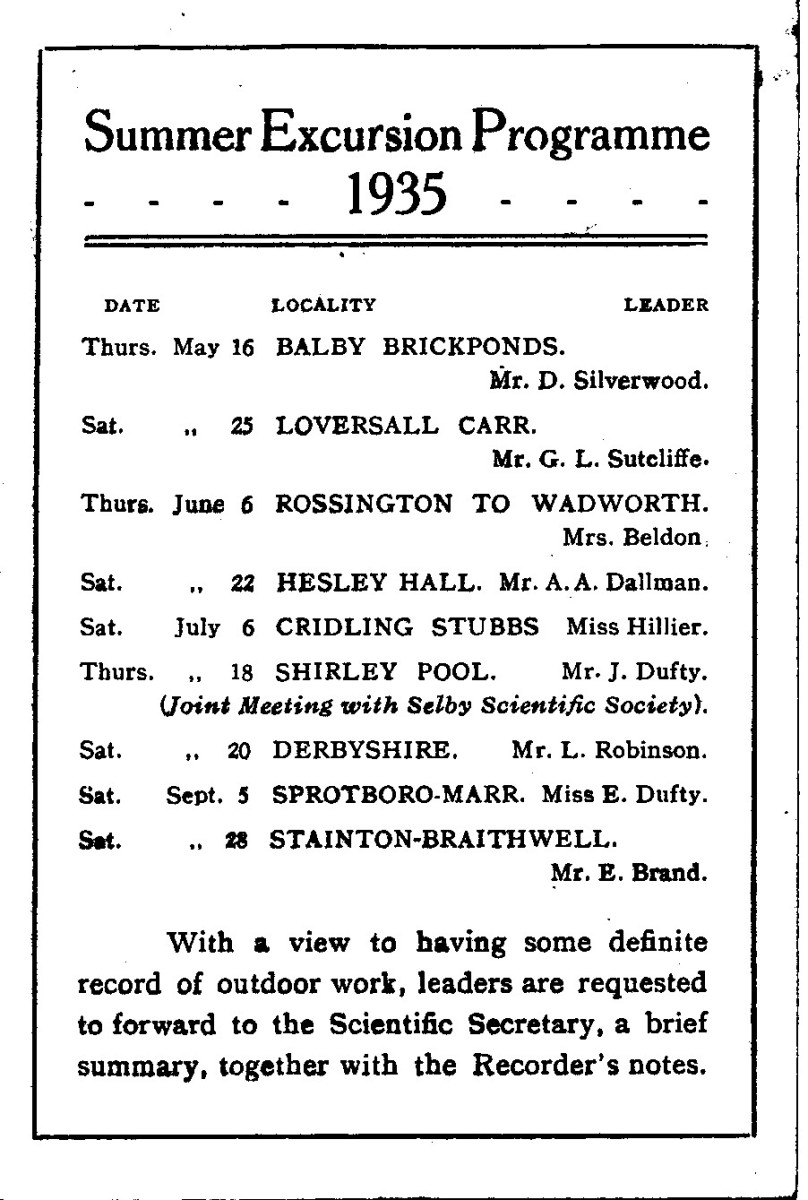 Summer Excursion Programme
- - - - 1935 - - - -
DATE LOCALITY LEADER
Thurs. May 16 BALBY BRICKPONDS.
Mr. D. Silverwood.
Sat. „ 25 LOVERSALL CARR.
Mr. G. L. Sutcliffe.
Thurs. June 6 ROSSINGTON TO WADWORTH.
Mrs. Beldon.
Sat. „ 22 HESLEY HALL. Mr. A. A. Dallman.
Sat. July 6 CRIDLING STUBBS Miss Hillier.
Thurs. „ 18 SHIRLEY POOL. Mr. J. Dufty.
(Joint Meeting with Selby Scientific Society).
Sat. „ 20 DERBYSHIRE. Mr. L. Robinson.
Sat. Sept. 5 SPROTBORO-MARR. Miss E. Dufty.
Sat. „ 28 STAINTON-BRAITHWELL.
Mr. E. Brand.
With a view to having some definite
record of outdoor work, leaders are requested
to forward to the Scientific Secretary, a brief
summary, together with the Recorder's notes.